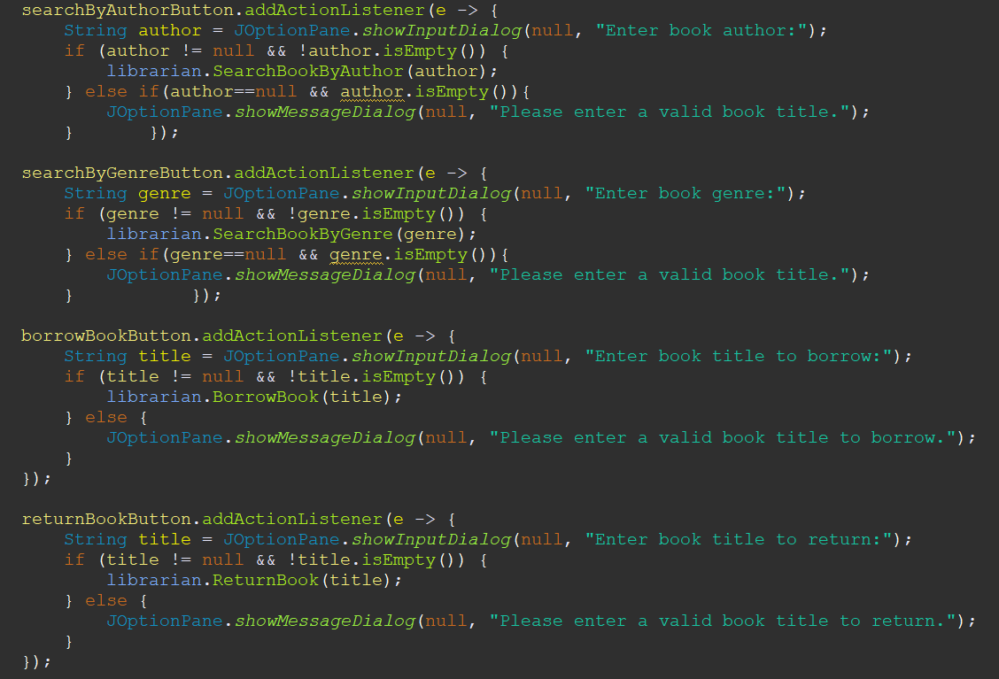 searchByAuthorButton.addActionListener(e -> {
    String author = JOptionPane.showInputDialog(null, "Enter book author:");
    if (author != null && !author.isEmpty()) {
        librarian.SearchBookByAuthor(author);
    } else if(author==null && author.isEmpty()){
        JOptionPane.showMessageDialog(null, "Please enter a valid book title.");
    }       });

searchByGenreButton.addActionListener(e -> {
    String genre = JOptionPane.showInputDialog(null, "Enter book genre:");
    if (genre != null && !genre.isEmpty()) {
        librarian.SearchBookByGenre(genre);
    } else if(genre==null && genre.isEmpty()){
        JOptionPane.showMessageDialog(null, "Please enter a valid book title.");
    }           });

borrowBookButton.addActionListener(e -> {
    String title = JOptionPane.showInputDialog(null, "Enter book title to borrow:");
    if (title != null && !title.isEmpty()) {
        librarian.BorrowBook(title);
    } else {
        JOptionPane.showMessageDialog(null, "Please enter a valid book title to borrow.");
    }
});

returnBookButton.addActionListener(e -> {
    String title = JOptionPane.showInputDialog(null, "Enter book title to return:");
    if (title != null && !title.isEmpty()) {
        librarian.ReturnBook(title);
    } else {
        JOptionPane.showMessageDialog(null, "Please enter a valid book title to return.");
    }
});